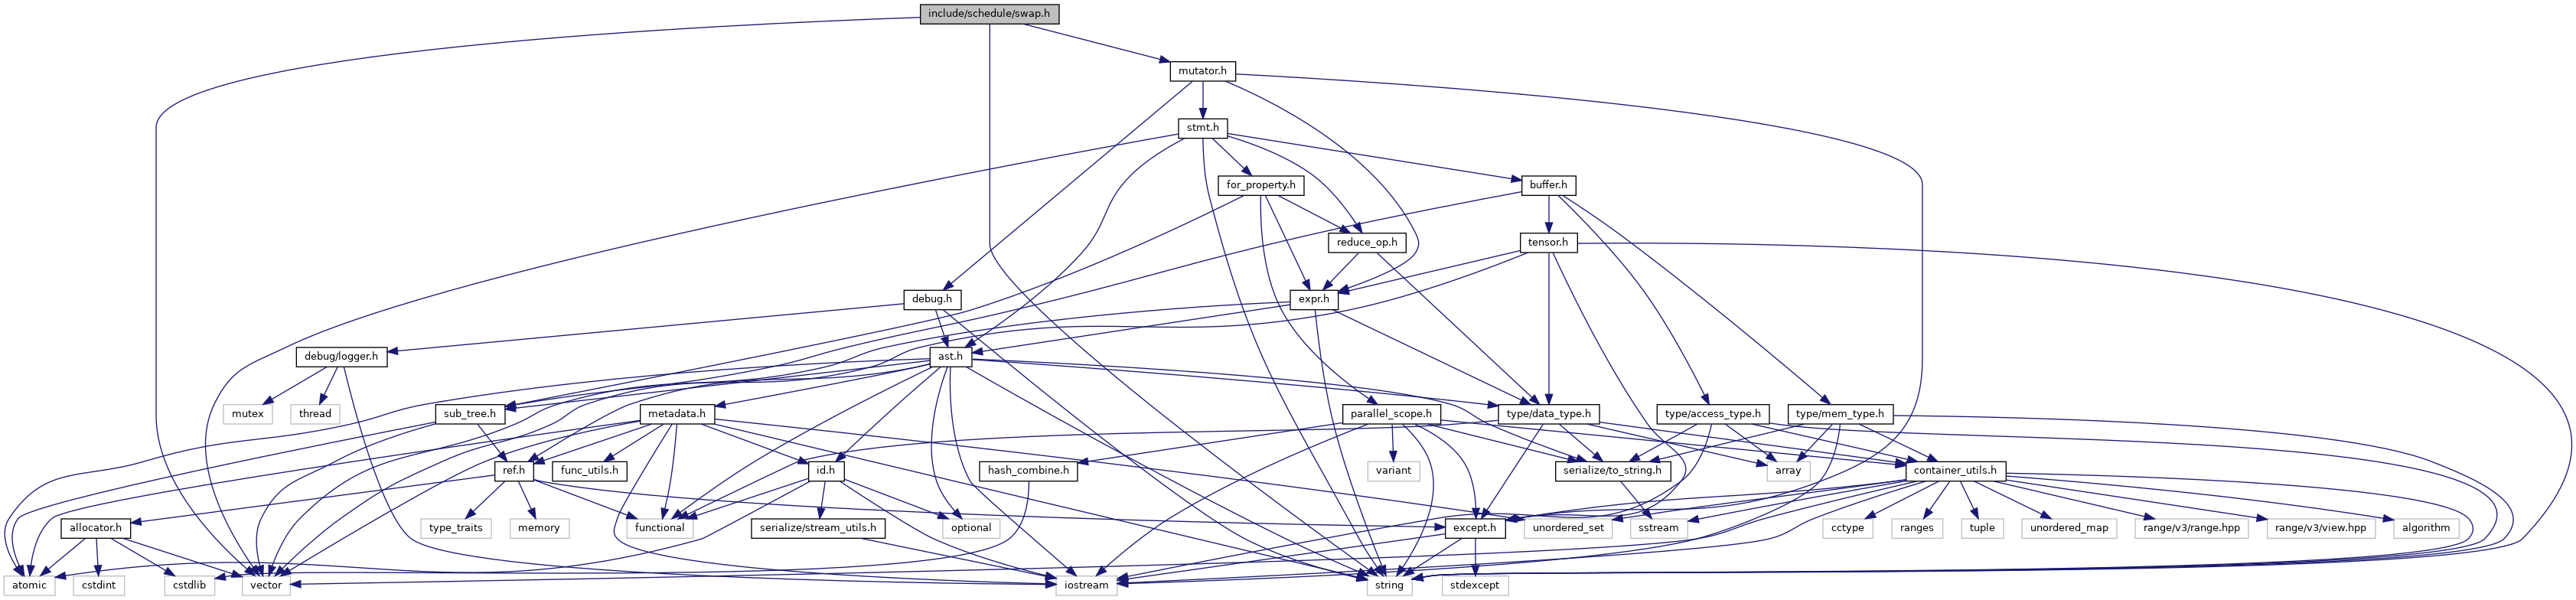 include/schedule/swap.h
mutator.h
stmt.h
for_property.h
buffer.h
reduce_op.h
tensor.h
debug.h
expr.h
debug/logger.h
ast.h
mutex
thread
sub_tree.h
metadata.h
parallel_scope.h
type/data_type.h
type/access_type.h
type/mem_type.h
ref.h
func_utils.h
id.h
hash_combine.h
variant
serialize/to_string.h
array
container_utils.h
allocator.h
type_traits
memory
functional
serialize/stream_utils.h
optional
except.h
unordered_set
sstream
cctype
ranges
tuple
unordered_map
range/v3/range.hpp
range/v3/view.hpp
algorithm
atomic
cstdint
cstdlib
vector
iostream
string
stdexcept